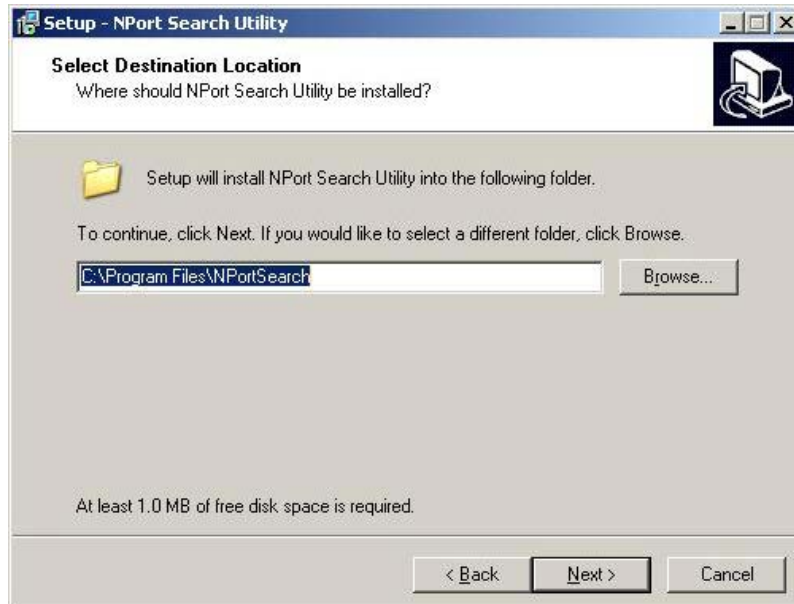 Setup - NPort Search Utility
Select Destination Location
Where should NPort Search Utility be installed?
Setup will install NPort Search Utility into the following folder.
To continue, click Next. If you would like to select a different folder, click Browse.
C:\Program Files\NPortSearch
Browse...
At least 1.0 MB of free disk space is required.
< Back
Next >
Cancel